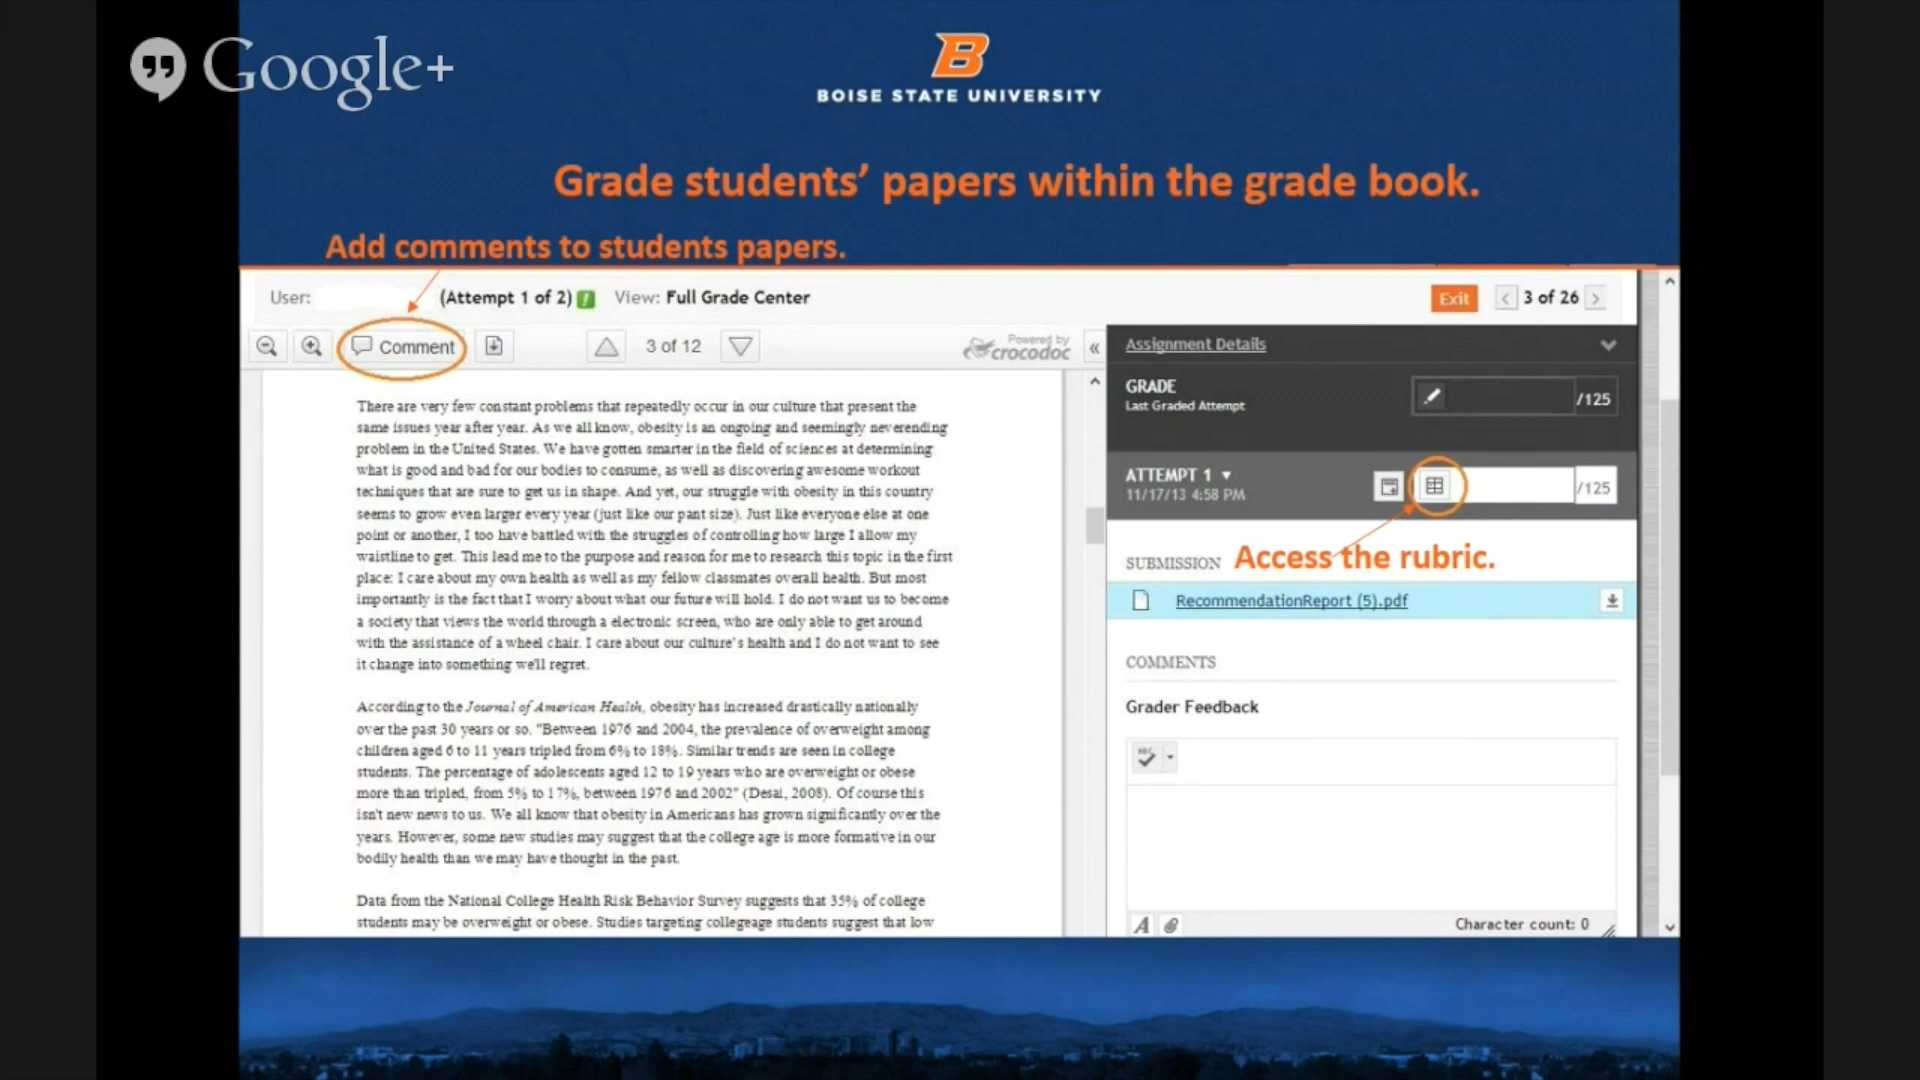 Google+
B
BOISE STATE UNIVERSITY
Grade students' papers within the grade book.
Add comments to students papers.
User:
(Attempt 1 of 2)
View: Full Grade Center
Exit
3 of 26
Comment
3 of 12
Powered by
crocodoc
There are very few constant problems that repeatedly occur in our culture that present the
same issues year after year. As we all know, obesity is an ongoing and seemingly neverending
problem in the United States. We have gotten smarter in the field of sciences at determining
what is good and bad for our bodies to consume, as well as discovering awesome workout
techniques that are sure to get us in shape. And yet, our struggle with obesity in this country
seems to grow even larger every year (just like our pant size). Just like everyone else at one
point or another, I too have battled with the struggles of controlling how large I allow my
waistline to get. This lead me to the purpose and reason for me to research this topic in the first
place: I care about my own health as well as my fellow classmates overall health. But most
importantly is the fact that I worry about what our future will hold. I do not want us to become
a society that views the world through a electronic screen, who are only able to get around
with the assistance of a wheel chair. I care about our culture's health and I do not want to see
it change into something we'll regret.
According to the Journal of American Health, obesity has increased drastically nationally
over the past 30 years or so. "Between 1976 and 2004, the prevalence of overweight among
children aged 6 to 11 years tripled from 6% to 18%. Similar trends are seen in college
students. The percentage of adolescents aged 12 to 19 years who are overweight or obese
more than tripled, from 5% to 17%, between 1976 and 2002" (Desai, 2008). Of course this
isn't new news to us. We all know that obesity in Americans has grown significantly over the
years. However, some new studies may suggest that the college age is more formative in our
bodily health than we may have thought in the past.
Data from the National College Health Risk Behavior Survey suggests that 35% of college
students may be overweight or obese. Studies targeting collegeage students suggest that low
Assignment Details
GRADE
Last Graded Attempt
/125
ATTEMPT 1
11/17/13 4:58 PM
/125
Access the rubric.
SUBMISSION
RecommendationReport (5).pdf
COMMENTS
Grader Feedback
ABC
A
Character count: 0